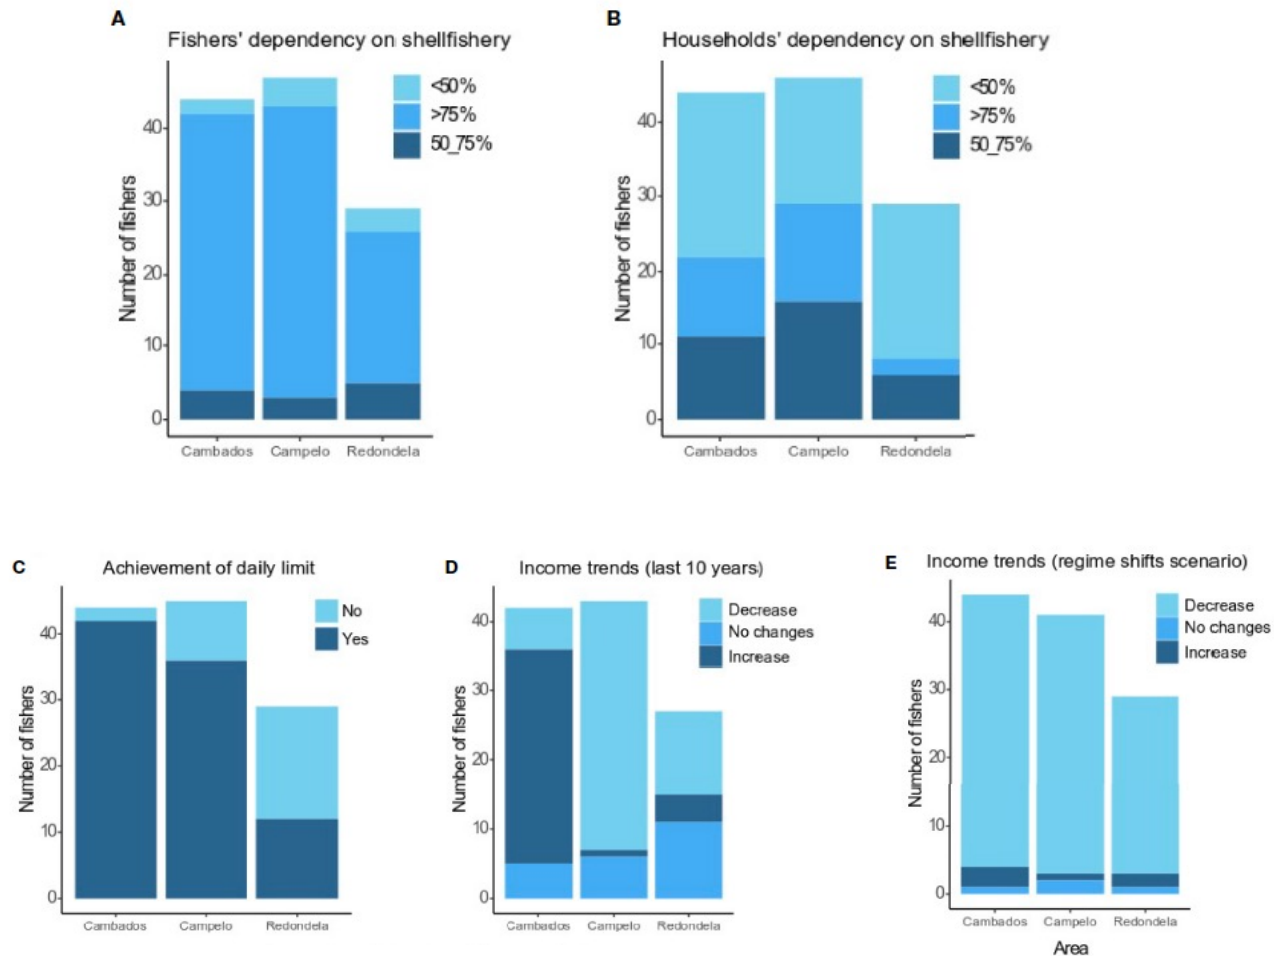 A
Fishers' dependency on shellfishery
<50%
>75%
50_75%
Number of fishers
40
30
20
10
0
Cambados Campelo Redondela
B
Households' dependency on shellfishery
<50%
>75%
50_75%
Number of fishers
40
30
20
10
0
Cambados Campelo Redondela
C
Achievement of daily limit
No
Yes
Number of fishers
40
30
20
10
0
Cambados Campelo Redondela
D
Income trends (last 10 years)
Decrease
No changes
Increase
Number of fishers
40
30
20
10
0
Cambados Campelo Redondela
E
Income trends (regime shifts scenario)
Decrease
No changes
Increase
Number of fishers
40
30
20
10
0
Cambados Campelo Redondela
Area